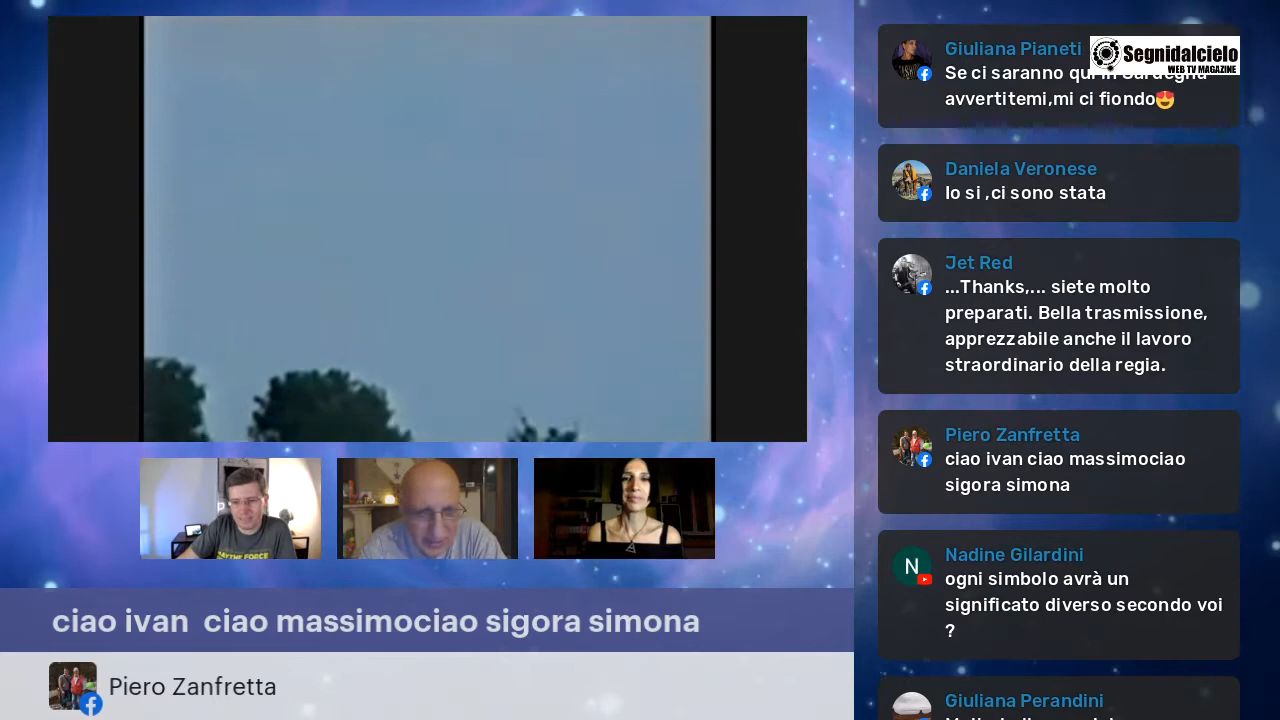 ciao ivan  ciao massimociao sigora simona
Piero Zanfretta
Giuliana Pianeti
Segnidalcielo
WEB TV MAGAZINE
Se ci saranno qui in Sardegna
avvertitemi,mi ci fiondo😍
Daniela Veronese
Io si ,ci sono stata
Jet Red
...Thanks,... siete molto
preparati. Bella trasmissione,
apprezzabile anche il lavoro
straordinario della regia.
Piero Zanfretta
ciao ivan ciao massimociao
sigora simona
N
Nadine Gilardini
ogni simbolo avrà un
significato diverso secondo voi
?
Giuliana Perandini